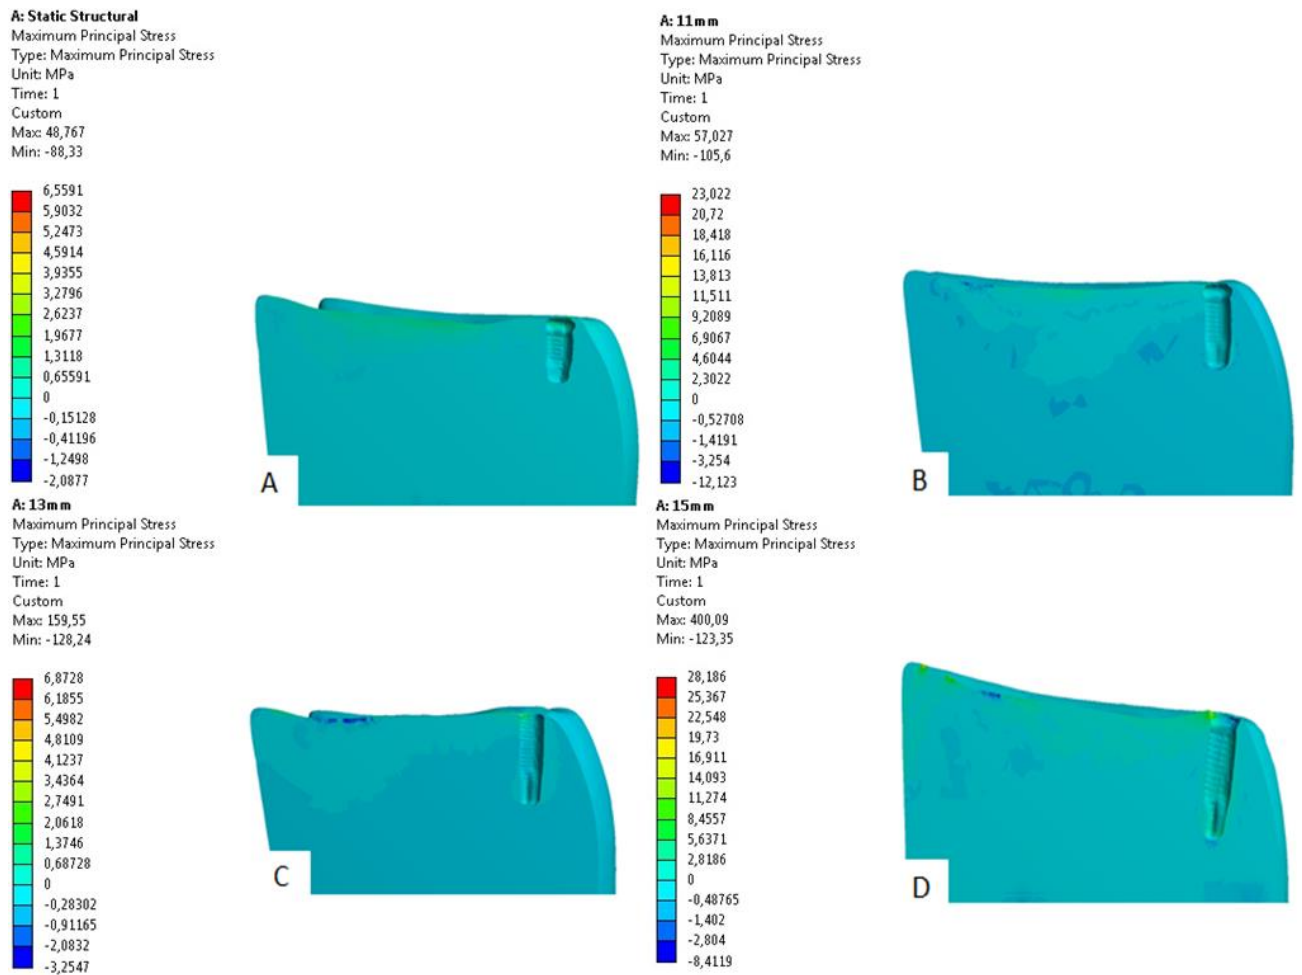 A: Static Structural
Maximum Principal Stress
Type: Maximum Principal Stress
Unit: MPa
Time: 1
Custom
Max: 48,767
Min: -88,33
6,5591
5,9032
5,2473
4,5914
3,9355
3,2796
2,6237
1,9677
1,3118
0,65591
0
-0,15128
-0,41196
-1,2498
-2,0877
A
A: 11mm
Maximum Principal Stress
Type: Maximum Principal Stress
Unit: MPa
Time: 1
Custom
Max: 57,027
Min: -105,6
23,022
20,72
18,418
16,116
13,813
11,511
9,2089
6,9067
4,6044
2,3022
0
-0,52708
-1,4191
-3,254
-12,123
B
A: 13mm
Maximum Principal Stress
Type: Maximum Principal Stress
Unit: MPa
Time: 1
Custom
Max: 159,55
Min: -128,24
6,8728
6,1855
5,4982
4,8109
4,1237
3,4364
2,7491
2,0618
1,3746
0,68728
0
-0,28302
-0,91165
-2,0832
-3,2547
C
A: 15mm
Maximum Principal Stress
Type: Maximum Principal Stress
Unit: MPa
Time: 1
Custom
Max: 400,09
Min: -123,35
28,186
25,367
22,548
19,73
16,911
14,093
11,274
8,4557
5,6371
2,8186
0
-0,48765
-1,402
-2,804
-8,4119
D